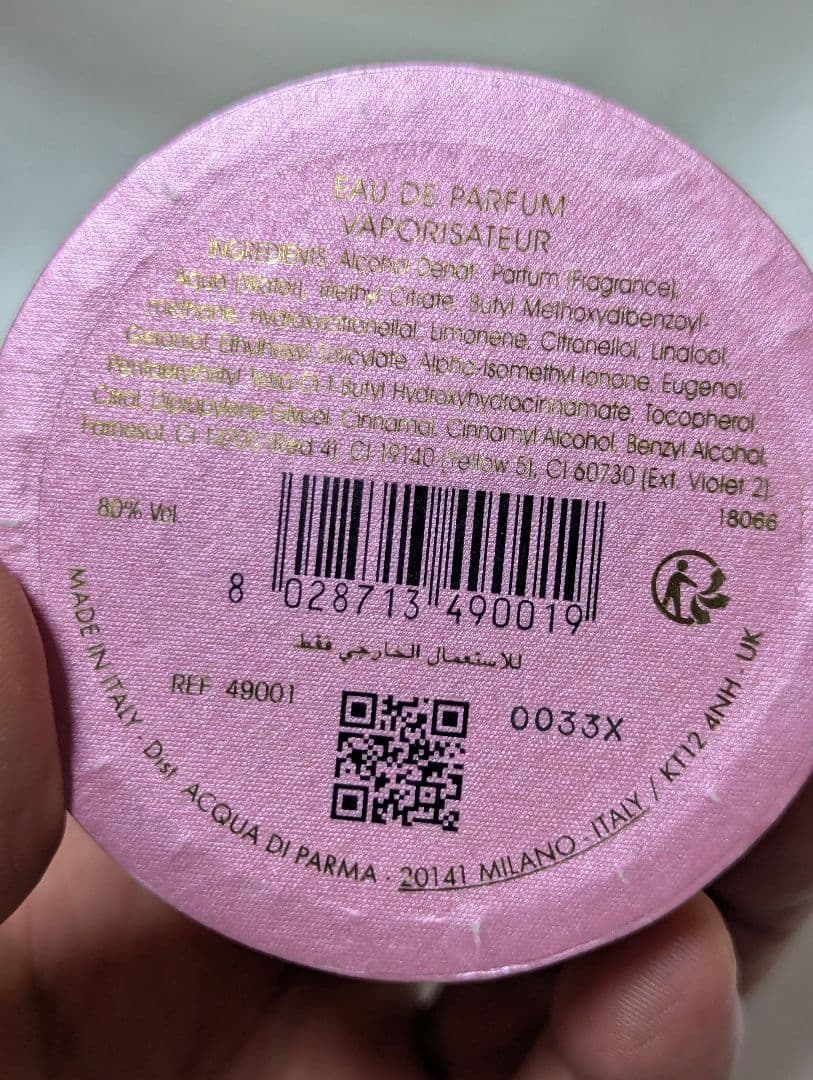 EAU DE PARFUM
VAPORISATEUR
INGREDIENTS: Alcohol Denat., Parfum (Fragrance),
Aqua (Water), Triethyl Citrate, Butyl Methoxydibenzoyl-
methane, Hydroxycitronellal, Limonene, Citronellol, Linalool,
Geraniol, Ethylhexyl Salicylate, Alpha-Isomethyl Ionone, Eugenol,
Pentaerythrityl Tetra-Di-T-Butyl Hydroxyhydrocinnamate, Tocopherol,
Citral, Dipropylene Glycol, Cinnamal, Cinnamyl Alcohol, Benzyl Alcohol,
Farnesol, CI 14700 (Red 4), CI 19140 (Yellow 5), CI 60730 (Ext. Violet 2).
80% Vol
18066
8 028713 490019
للاستعمال الخارجي فقط
REF 49001
0033X
MADE IN ITALY - Dist ACQUA DI PARMA - 20141 MILANO - ITALY / KT12 4NH - UK